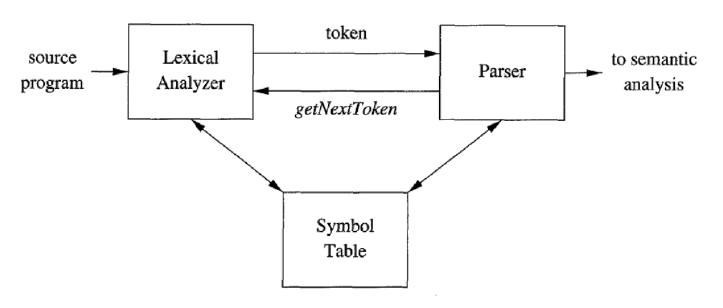 token
source
program
Lexical
Analyzer
Parser
to semantic
analysis
getNextToken
Symbol
Table